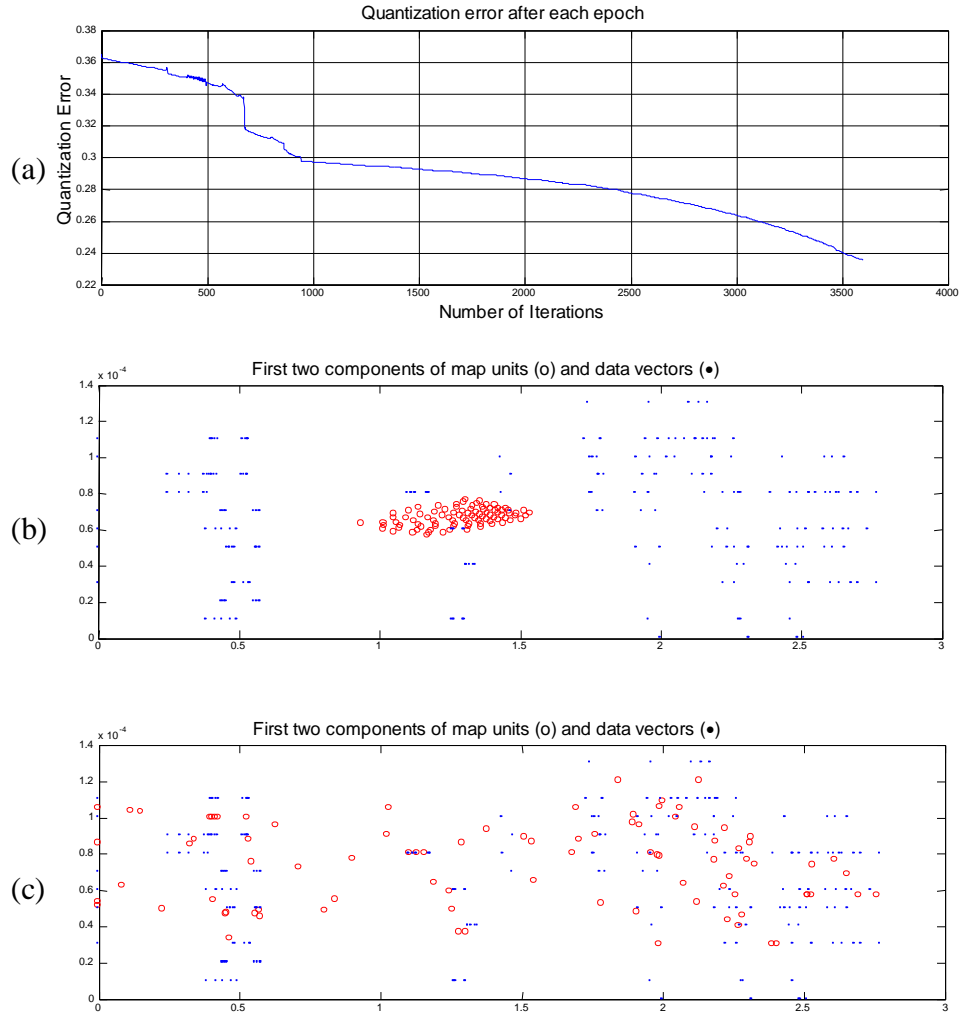 Quantization error after each epoch
(a)
Quantization Error
0.38
0.36
0.34
0.32
0.3
0.28
0.26
0.24
0.22
0 500 1000 1500 2000 2500 3000 3500 4000
Number of Iterations
First two components of map units (o) and data vectors (•)
(b)
x 10⁻⁴
1.4
1.2
1
0.8
0.6
0.4
0.2
0
0 0.5 1 1.5 2 2.5 3
First two components of map units (o) and data vectors (•)
(c)
x 10⁻⁴
1.4
1.2
1
0.8
0.6
0.4
0.2
0
0 0.5 1 1.5 2 2.5 3